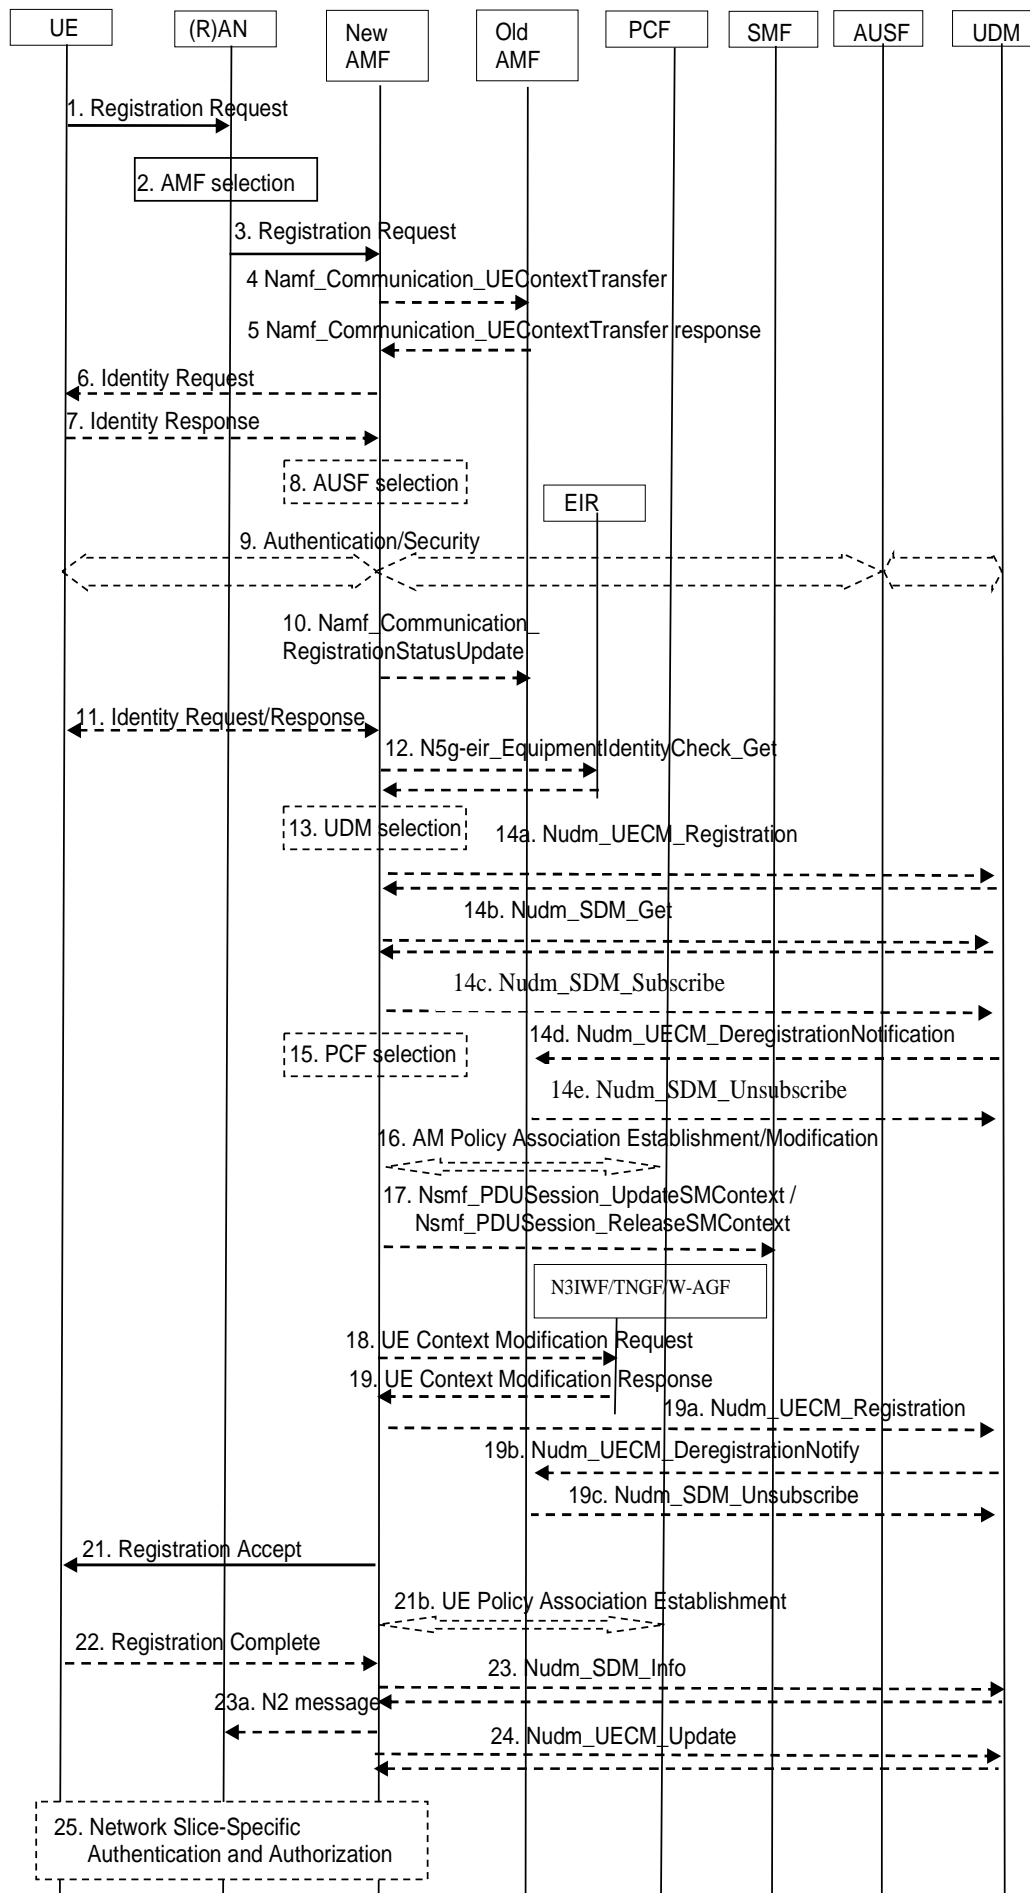 UE
(R)AN
New
AMF
Old
AMF
PCF
SMF
AUSF
UDM
1. Registration Request
2. AMF selection
3. Registration Request
4 Namf_Communication_UEContextTransfer
5 Namf_Communication_UEContextTransfer response
6. Identity Request
7. Identity Response
8. AUSF selection
EIR
9. Authentication/Security
10. Namf_Communication_
RegistrationStatusUpdate
11. Identity Request/Response
12. N5g-eir_EquipmentIdentityCheck_Get
13. UDM selection
14a. Nudm_UECM_Registration
14b. Nudm_SDM_Get
14c. Nudm_SDM_Subscribe
14d. Nudm_UECM_DeregistrationNotification
15. PCF selection
14e. Nudm_SDM_Unsubscribe
16. AM Policy Association Establishment/Modification
17. Nsmf_PDUSession_UpdateSMContext /
Nsmf_PDUSession_ReleaseSMContext
N3IWF/TNGF/W-AGF
18. UE Context Modification Request
19. UE Context Modification Response
19a. Nudm_UECM_Registration
19b. Nudm_UECM_DeregistrationNotify
19c. Nudm_SDM_Unsubscribe
21. Registration Accept
21b. UE Policy Association Establishment
22. Registration Complete
23. Nudm_SDM_Info
23a. N2 message
24. Nudm_UECM_Update
25. Network Slice-Specific
Authentication and Authorization